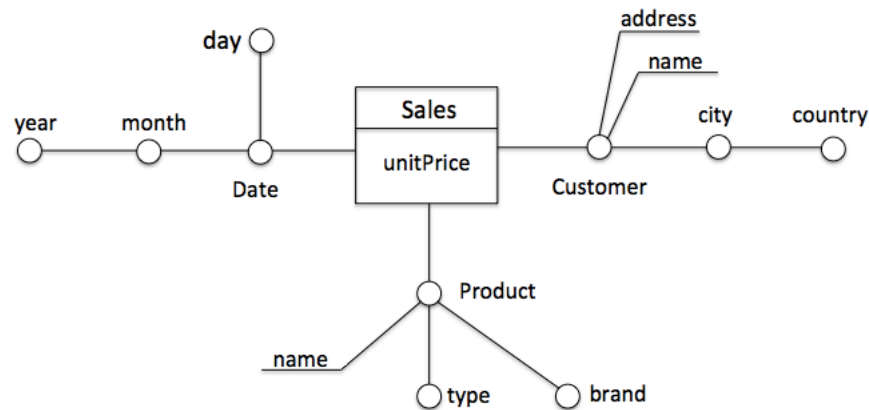 address
day
name
Sales
year
month
city
country
unitPrice
Date
Customer
Product
name
type
brand